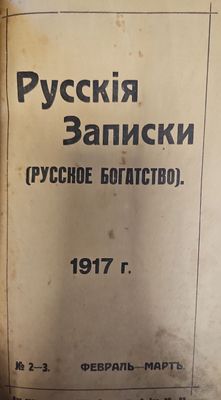 Русскія
Записки
(РУССКОЕ БОГАТСТВО).
1917 г.
№ 2—3.
ФЕВРАЛЬ—МАРТЪ.